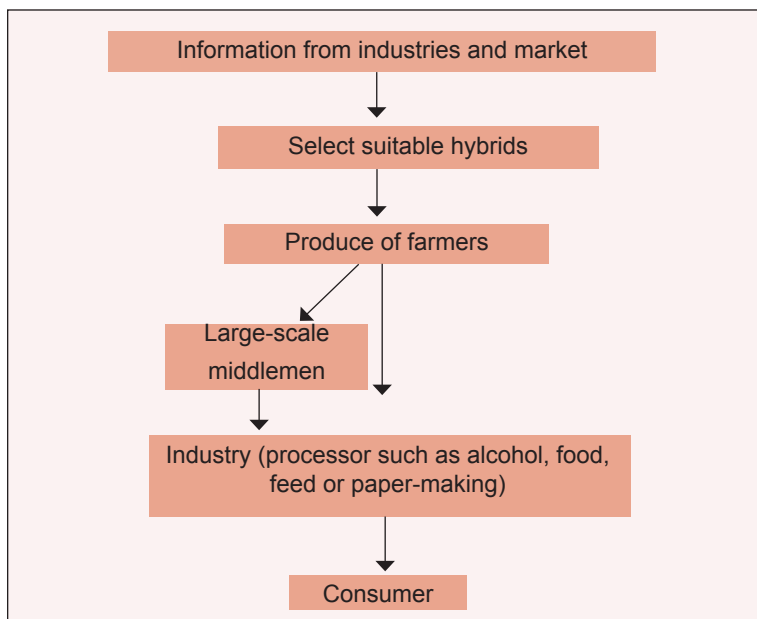 Information from industries and market
Select suitable hybrids
Produce of farmers
Large-scale
middlemen
Industry (processor such as alcohol, food,
feed or paper-making)
Consumer